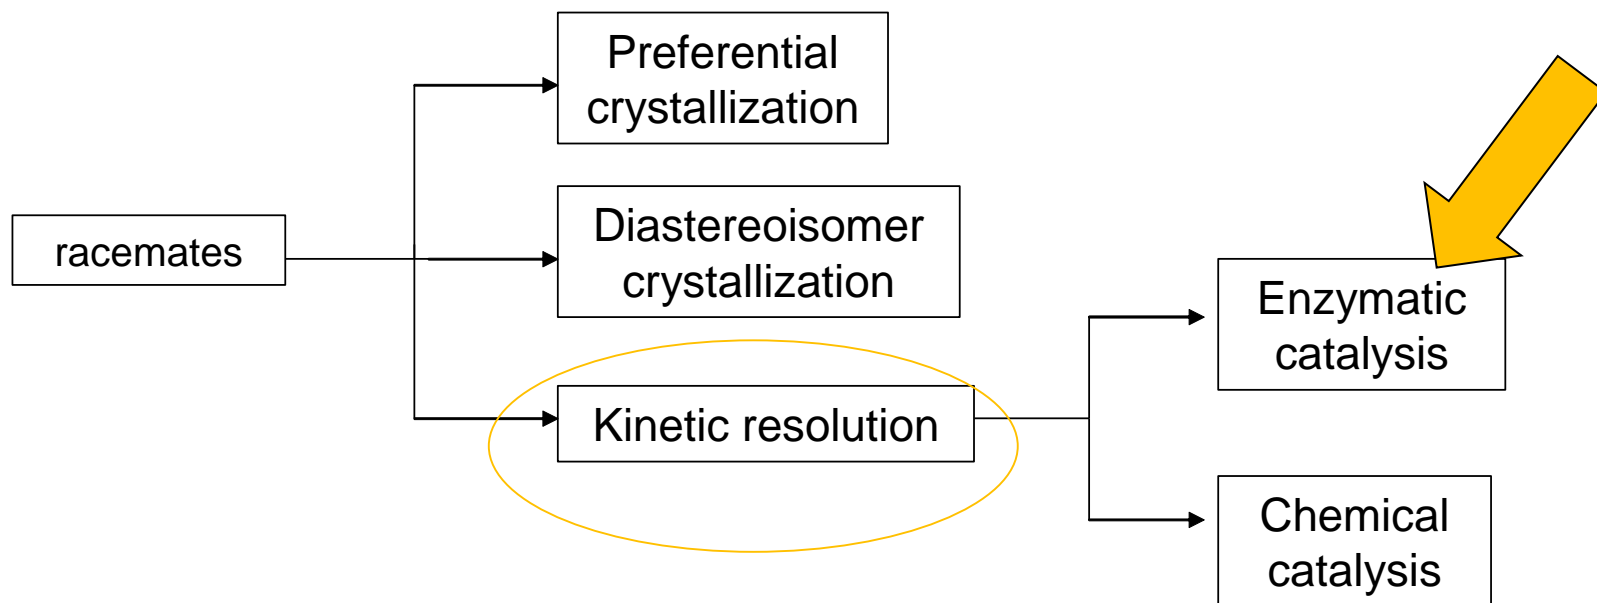 Preferential
crystallization
racemates
Diastereoisomer
crystallization
Kinetic resolution
Enzymatic
catalysis
Chemical
catalysis